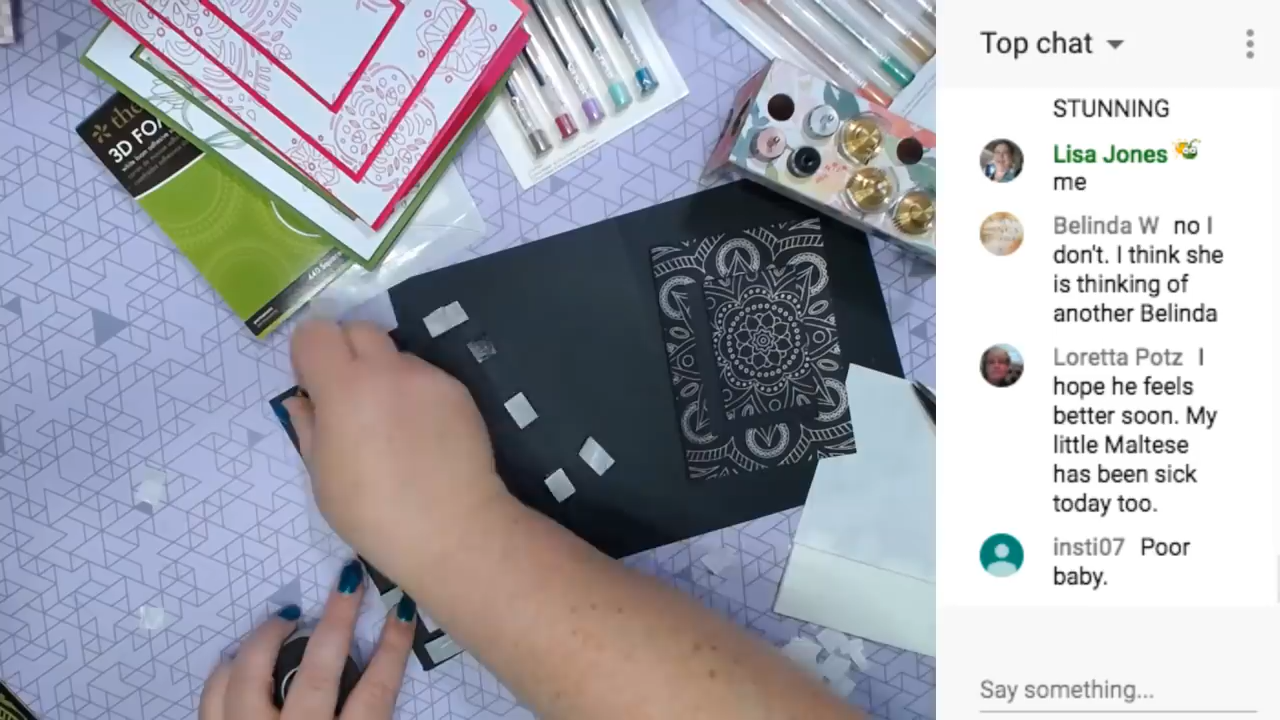 Top chat
STUNNING
Lisa Jones
me
Belinda W no I
don't. I think she
is thinking of
another Belinda
Loretta Potz I
hope he feels
better soon. My
little Maltese
has been sick
today too.
insti07 Poor
baby.
Say something...
the
3D FOA